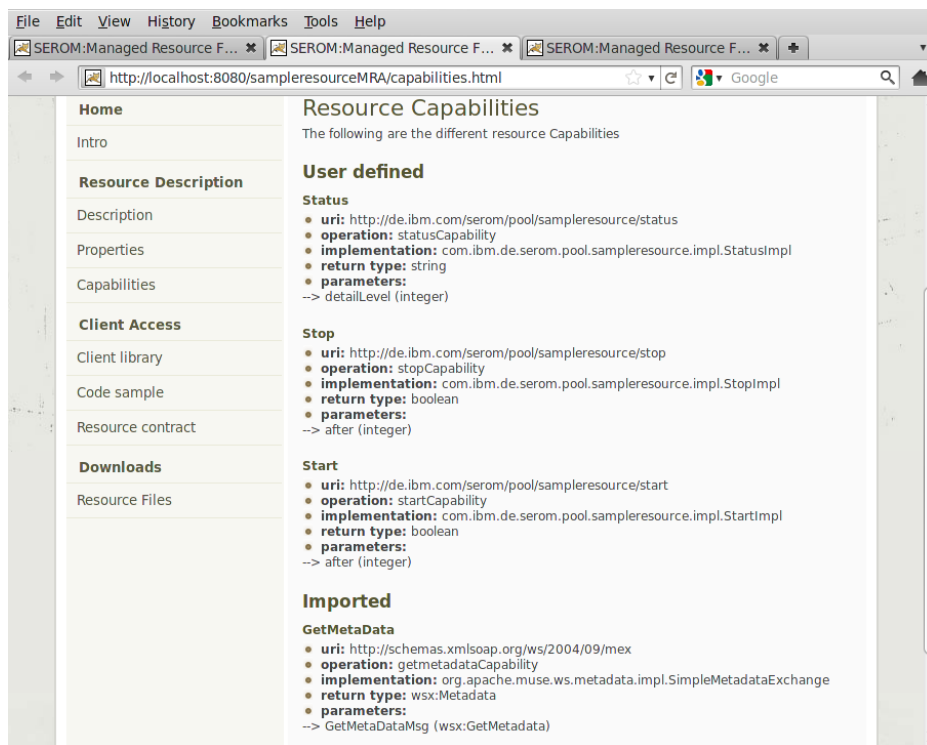 File Edit View History Bookmarks Tools Help
SEROM:Managed Resource F... SEROM:Managed Resource F... SEROM:Managed Resource F...
http://localhost:8080/sampleresourceMRA/capabilities.html Google
Home
Intro
Resource Description
Description
Properties
Capabilities
Client Access
Client library
Code sample
Resource contract
Downloads
Resource Files
Resource Capabilities
The following are the different resource Capabilities
User defined
Status
uri: http://de.ibm.com/serom/pool/sampleresource/status
operation: statusCapability
implementation: com.ibm.de.serom.pool.sampleresource.impl.StatusImpl
return type: string
parameters:
--> detailLevel (integer)
Stop
uri: http://de.ibm.com/serom/pool/sampleresource/stop
operation: stopCapability
implementation: com.ibm.de.serom.pool.sampleresource.impl.StopImpl
return type: boolean
parameters:
--> after (integer)
Start
uri: http://de.ibm.com/serom/pool/sampleresource/start
operation: startCapability
implementation: com.ibm.de.serom.pool.sampleresource.impl.StartImpl
return type: boolean
parameters:
--> after (integer)
Imported
GetMetaData
uri: http://schemas.xmlsoap.org/ws/2004/09/mex
operation: getmetadataCapability
implementation: org.apache.muse.ws.metadata.impl.SimpleMetadataExchange
return type: wsx:Metadata
parameters:
--> GetMetaDataMsg (wsx:GetMetadata)